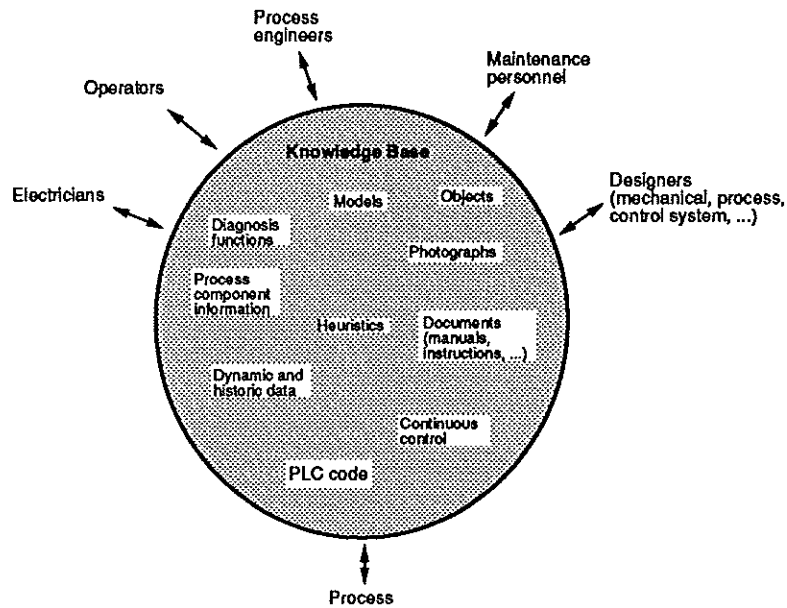 Process
engineers
Maintenance
personnel
Operators
Knowledge Base
Designers
(mechanical, process,
control system, ...)
Electricians
Models
Objects
Diagnosis
functions
Photographs
Process
component
information
Heuristics
Documents
(manuals,
instructions, ...)
Dynamic and
historic data
Continuous
control
PLC code
Process